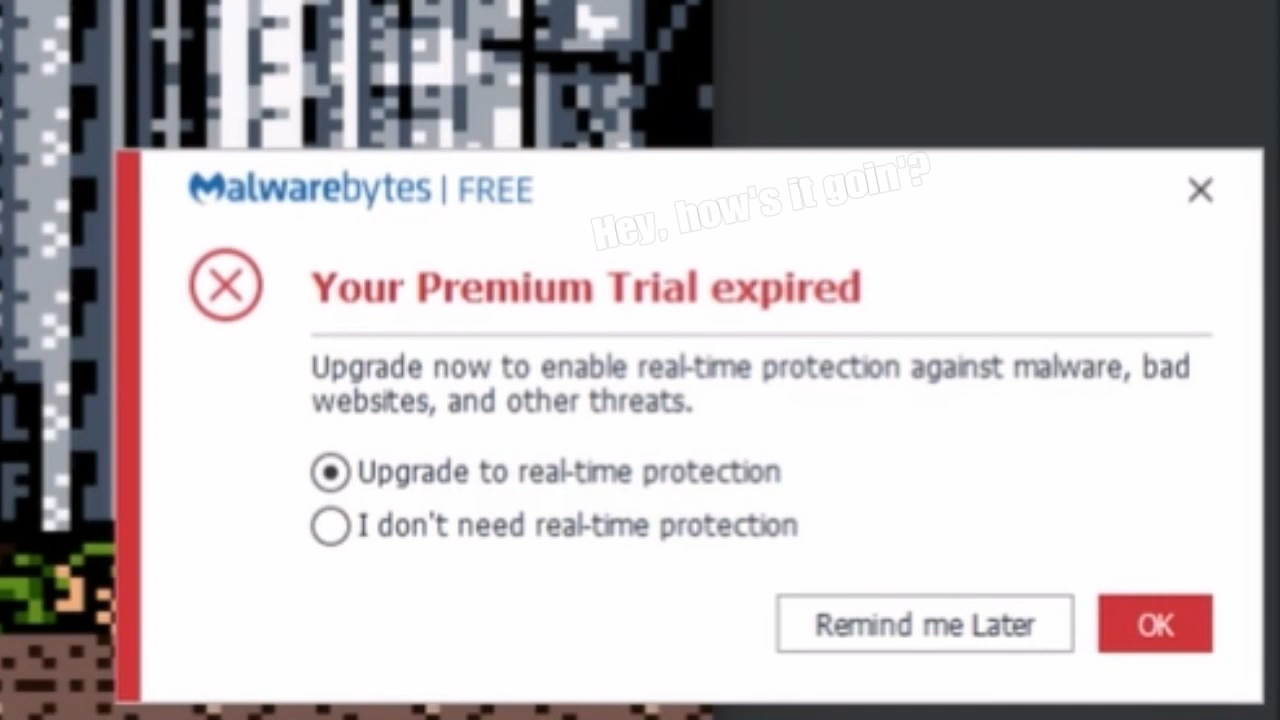 Malwarebytes | FREE
Hey, how's it goin'?
Your Premium Trial expired
Upgrade now to enable real-time protection against malware, bad
websites, and other threats.
Upgrade to real-time protection
I don't need real-time protection
Remind me Later
OK
L
F